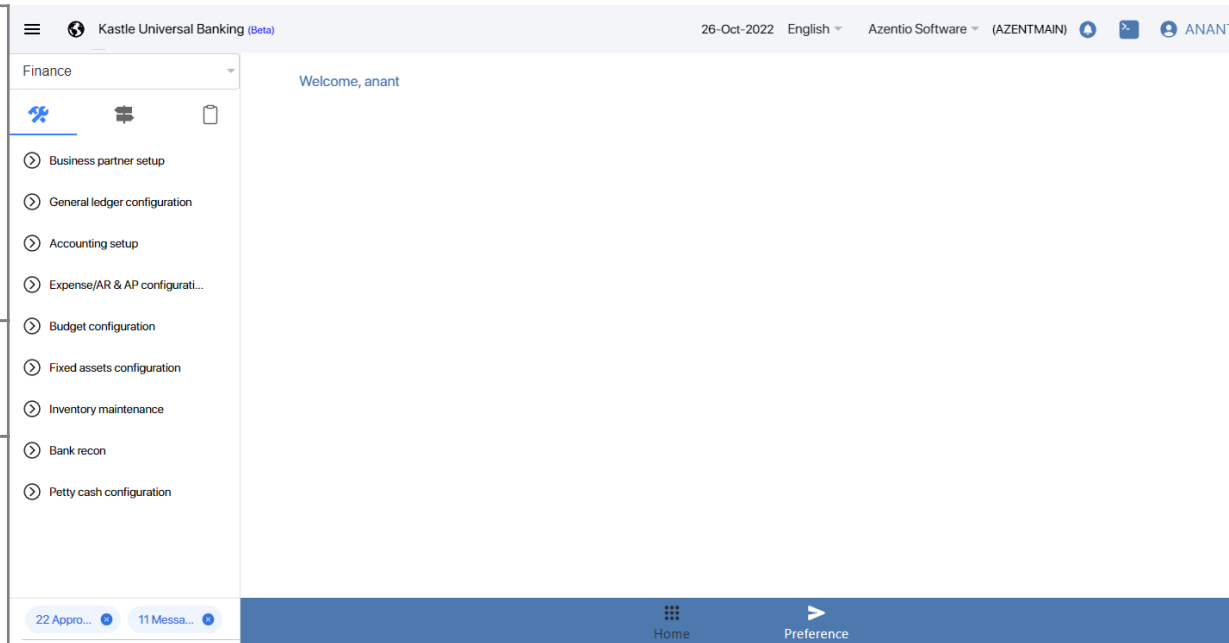 Kastle Universal Banking (Beta)
26-Oct-2022 English Azentio Software (AZENTMAIN) ANANT
Finance
Welcome, anant
Business partner setup
General ledger configuration
Accounting setup
Expense/AR & AP configurati...
Budget configuration
Fixed assets configuration
Inventory maintenance
Bank recon
Petty cash configuration
22 Appro... 11 Messa...
Home Preference